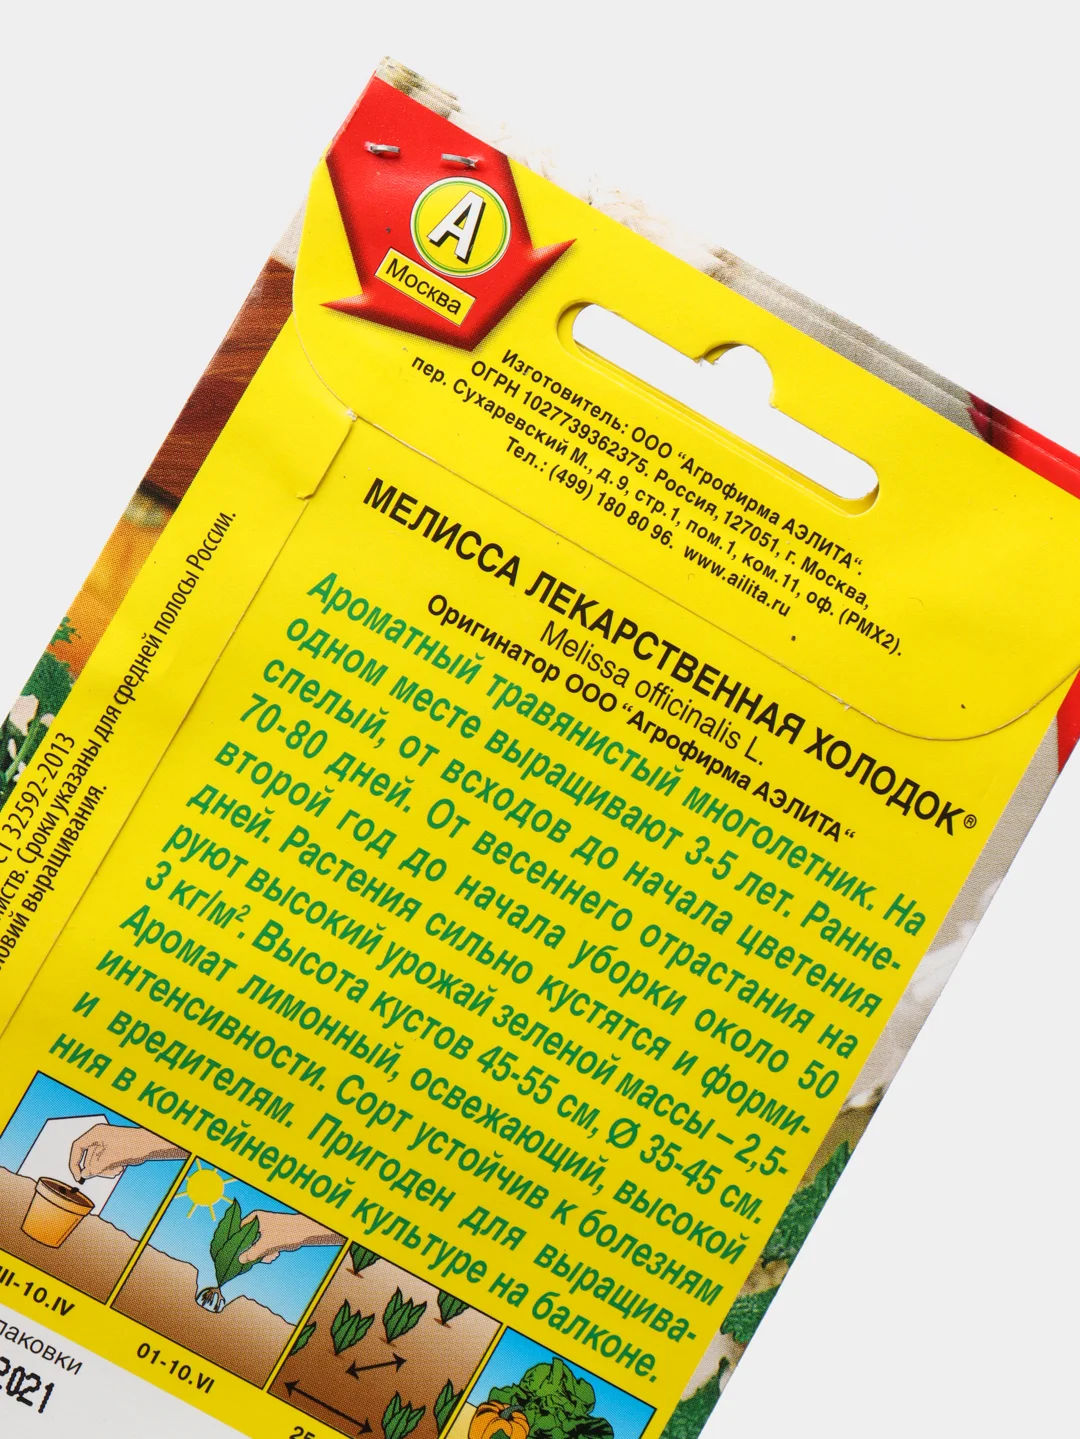 А
Москва
Изготовитель: ООО “Агрофирма АЭЛИТА“.
ОГРН 1027739362375. Россия, 127051, г. Москва,
пер. Сухаревский М., д. 9, стр.1, пом.1, ком.11, оф. (РМХ2).
Тел.: (499) 180 80 96. www.ailita.ru
МЕЛИССА ЛЕКАРСТВЕННАЯ ХОЛОДОК®
Melissa officinalis L.
Оригинатор ООО “Агрофирма АЭЛИТА“
Ароматный травянистый многолетник. На
одном месте выращивают 3-5 лет. Ранне-
спелый, от всходов до начала цветения
70-80 дней. От весеннего отрастания на
второй год до начала уборки около 50
дней. Растения сильно кустятся и форми-
руют высокий урожай зеленой массы – 2,5-
3 кг/м². Высота кустов 45-55 см, Ø 35-45 см.
Аромат лимонный, освежающий, высокой
интенсивности. Сорт устойчив к болезням
и вредителям. Пригоден для выращива-
ния в контейнерной культуре на балконе.
32592-2013
Сроки указаны для средней полосы России.
выращивания.
III-10.IV
01-10.VI
25
2021